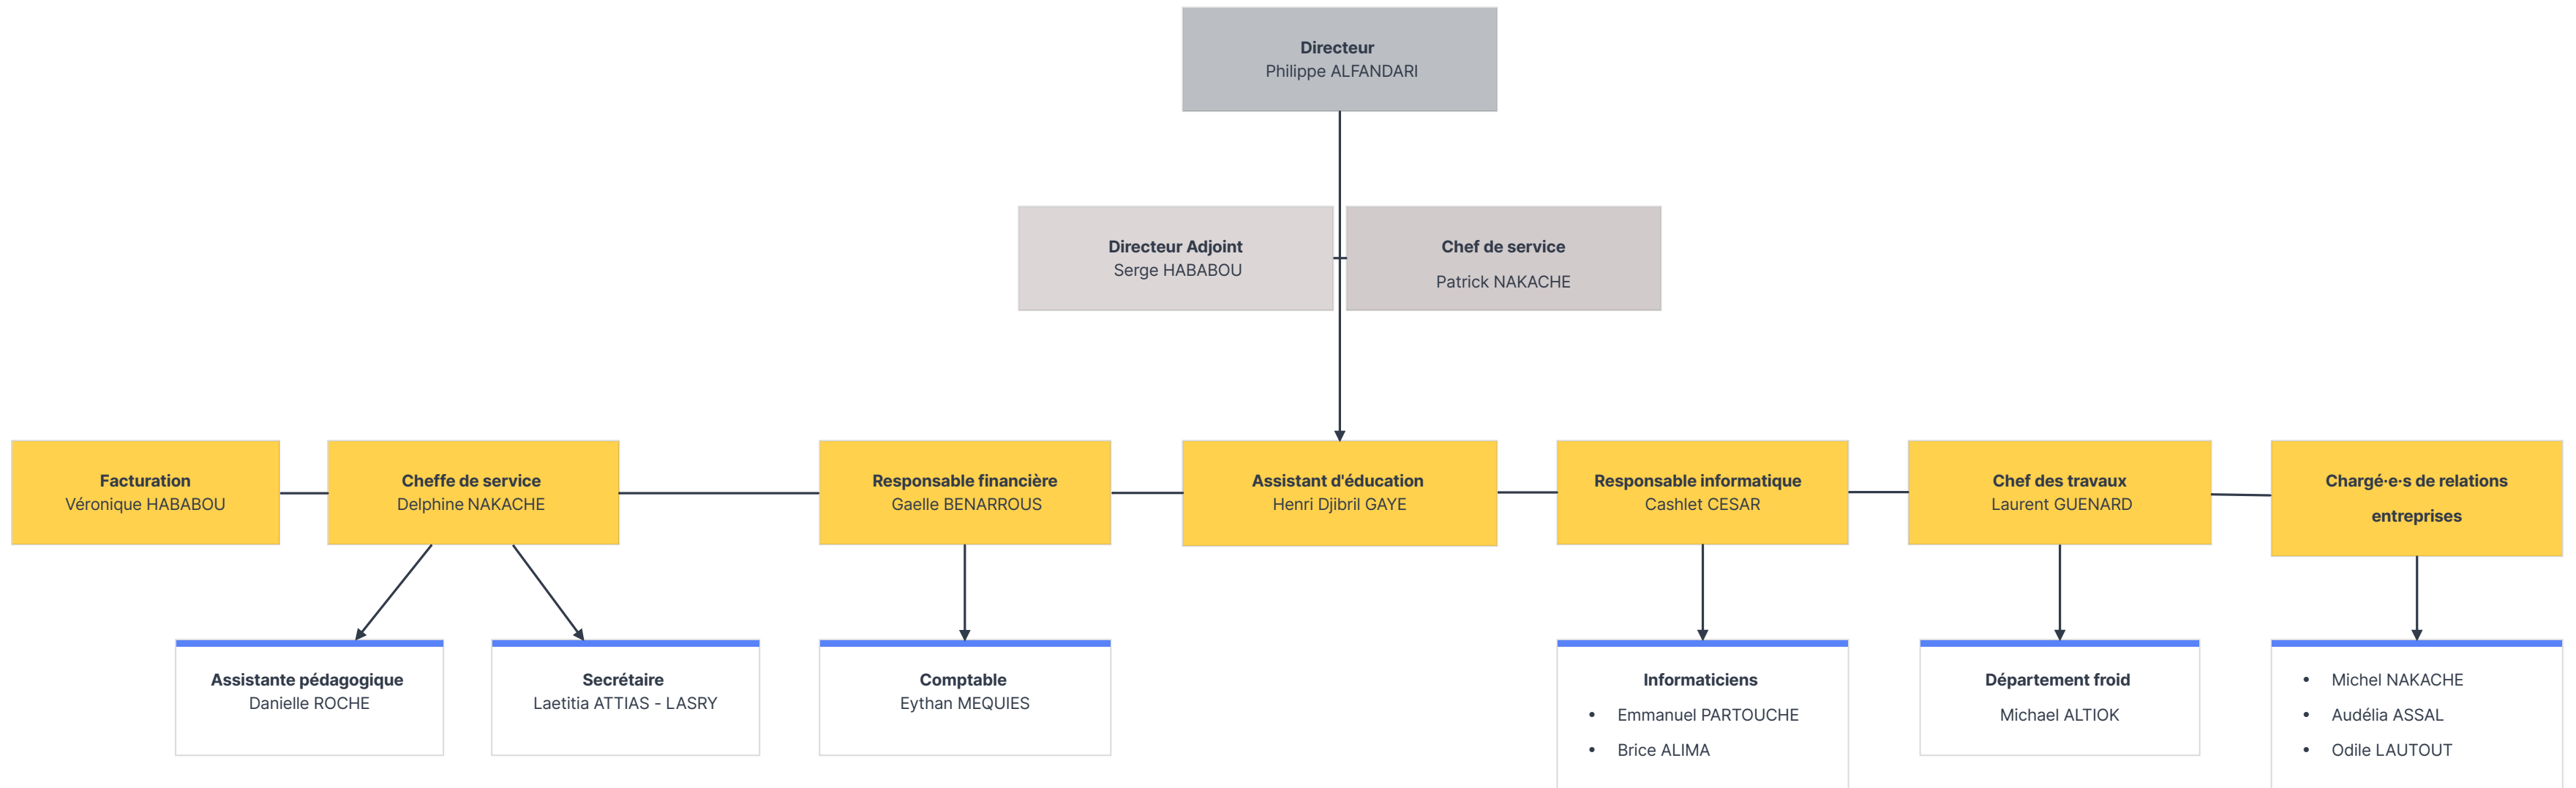 Directeur
Philippe ALFANDARI
Directeur Adjoint
Serge HABABOU
Chef de service
Patrick NAKACHE
Facturation
Véronique HABABOU
Cheffe de service
Delphine NAKACHE
Responsable financière
Gaelle BENARROUS
Assistant d'éducation
Henri Djibril GAYE
Responsable informatique
Cashlet CESAR
Chef des travaux
Laurent GUENARD
Chargé·e·s de relations
entreprises
Assistante pédagogique
Danielle ROCHE
Secrétaire
Laetitia ATTIAS - LASRY
Comptable
Eythan MEQUIES
Informaticiens
• Emmanuel PARTOUCHE
• Brice ALIMA
Département froid
Michael ALTIOK
• Michel NAKACHE
• Audélia ASSAL
• Odile LAUTOUT